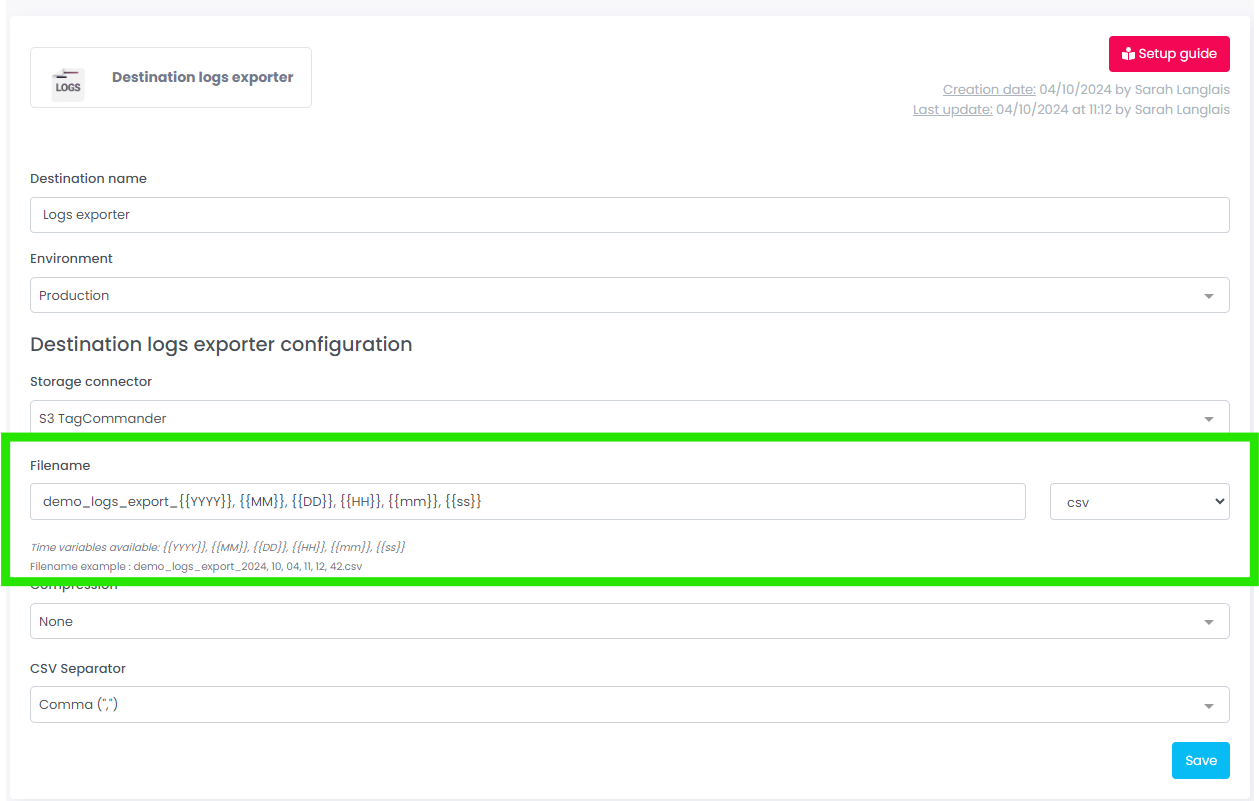 Setup guide
LOGS
Destination logs exporter
Creation date: 04/10/2024 by Sarah Langlais
Last update: 04/10/2024 at 11:12 by Sarah Langlais
Destination name
Logs exporter
Environment
Production
Destination logs exporter configuration
Storage connector
S3 TagCommander
Filename
demo_logs_export_{{YYYY}}, {{MM}}, {{DD}}, {{HH}}, {{mm}}, {{ss}}
csv
Time variables available: {{YYYY}}, {{MM}}, {{DD}}, {{HH}}, {{mm}}, {{ss}}
Filename example : demo_logs_export_2024, 10, 04, 11, 12, 42.csv
Compression
None
CSV Separator
Comma (",")
Save